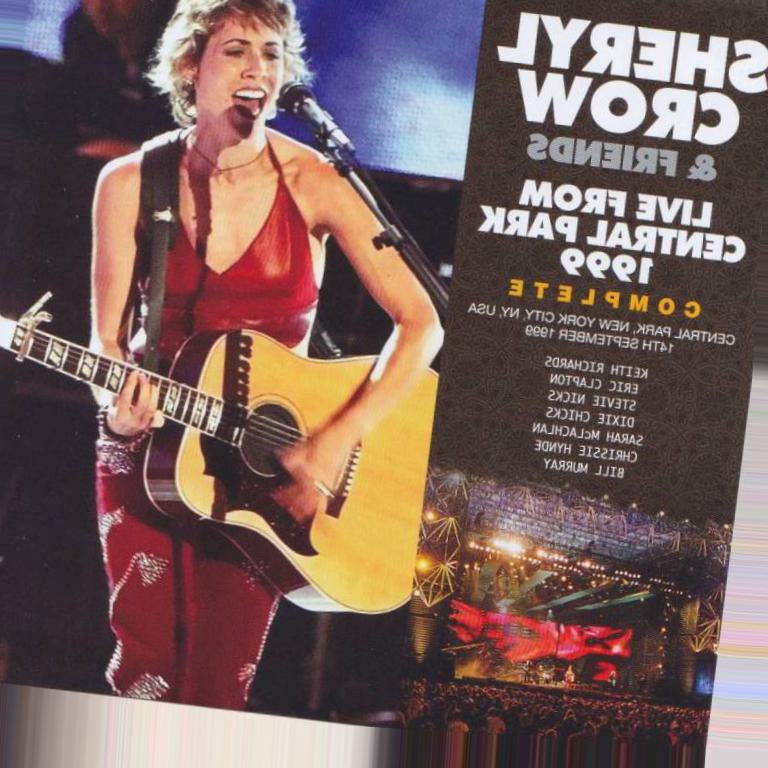 SHERYL
CROW
& FRIENDS
LIVE FROM
CENTRAL PARK
1999
COMPLETE
CENTRAL PARK, NEW YORK CITY, NY, USA
14TH SEPTEMBER 1999
KEITH RICHARDS
ERIC CLAPTON
STEVIE NICKS
DIXIE CHICKS
SARAH McLACHLAN
CHRISSIE HYNDE
BILL MURRAY